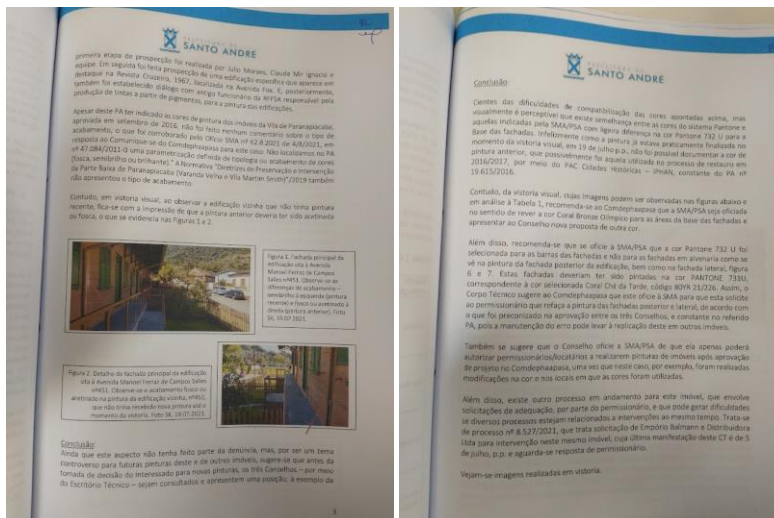 PREFEITURA DE
SANTO ANDRÉ
primeira etapa de prospecção foi realizada por Júlio Moraes, Claude Mir Ignacio e
equipe. Em seguida foi feita prospecção de uma edificação específica que aparece em
destaque na Revista Cruzeiro, 1967, localizada na Avenida Fox. E, posteriormente,
também foi estabelecido diálogo com antigo funcionário da RFFSA responsável pela
produção de tintas a partir de pigmentos, para a pintura das edificações.
Apesar deste PA ter indicado as cores de pintura dos imóveis da Vila de Paranapiacaba,
aprovada em setembro de 2016, não foi feito nenhum comentário sobre o tipo de
acabamento, o que foi corroborado pelo Ofício SMA nº 62.8.2021 de 4/8/2021, em
resposta ao Comunique-se do Comdephaapasa para este caso. Não localizamos no PA
nº 47.084/2011-0 uma parametrização definida de tipologia ou acabamento de cores
(fosca, semibrilho ou brilhante)." A Normativa "Diretrizes de Preservação e Intervenção
da Parte Baixa de Paranapiacaba (Varanda Velha e Vila Martin Smith)"/2019 também
não apresentou o tipo de acabamento.
Contudo, em vistoria visual, ao observar a edificação vizinha que não tinha pintura
recente, fica-se com a impressão de que a pintura anterior deveria ter sido acetinada
ou fosca, o que se evidencia nas Figuras 1 e 2.
Figura 1. Fachada principal da
edificação sita à Avenida
Manoel Ferraz de Campos
Salles nº453. Observe-se as
diferenças de acabamento –
semibrilho à esquerda (pintura
recente) e fosco ou acetinado à
direita (pintura anterior). Foto
SK, 19.07.2021.
Figura 2. Detalhe da fachada principal da edificação
sita à Avenida Manoel Ferraz de Campos Salles
nº451. Observe-se o acabamento fosco ou
acetinado na pintura da edificação vizinha,
que não tinha recebido nova pintura até o
momento da vistoria. Foto SK, 19.07.2021.
Conclusão:
Ainda que este aspecto não tenha feito parte da denúncia, mas, por ser um tema
controverso para futuras pinturas deste e de outros imóveis, sugere-se que antes da
tomada de decisão do interessado para novas pinturas, os três Conselhos – por meio
do Escritório Técnico – sejam consultados e apresentem uma posição, a exemplo da
3
PREFEITURA DE
SANTO ANDRÉ
Conclusão:
Cientes das dificuldades de compatibilização das cores apontadas acima, mas
visualmente é perceptível que existe semelhança entre as cores do sistema Pantone e
aquelas indicadas pela SMA/PSA com ligeira diferença na cor Pantone 732 U para a
Base das fachadas. Infelizmente como a pintura já estava praticamente finalizada no
momento da vistoria visual, em 19 de julho p.p., não foi possível documentar a cor de
pintura anterior, que possivelmente foi aquela utilizada no processo de restauro em
2016/2017, por meio do PAC Cidades Históricas – IPHAN, constante do PA nº
19.615/2016.
Contudo, da vistoria visual, cujas imagens podem ser observadas nas figuras abaixo e
em análise à Tabela 1, recomenda-se ao Comdephaapasa que a SMA/PSA seja oficiada
no sentido de rever a cor Coral Bronze Olímpico para as áreas da base das fachadas e
apresentar ao Conselho nova proposta de outra cor.
Além disso, recomenda-se que se oficie à SMA/PSA que a cor Pantone 732 U foi
selecionada para as barras das fachadas e não para as fachadas em alvenaria como se
vê na pintura da fachada posterior da edificação, bem como na fachada lateral, figura
6 e 7. Estas fachadas deveriam ter sido pintadas na cor PANTONE 731U,
correspondente à cor selecionada Coral Chá da Tarde, código 80YR 21/226. Assim, o
Corpo Técnico sugere ao Comdephaapasa que este oficie à SMA para que esta solicite
ao permissionário que refaça a pintura das fachadas posterior e lateral, de acordo com
o que foi preconizado na aprovação entre os três Conselhos, e constante no referido
PA, pois a manutenção do erro pode levar à replicação deste em outros imóveis.
Também se sugere que o Conselho oficie à SMA/PSA de que ela apenas poderá
autorizar permissionários/locatários a realizarem pinturas de imóveis após aprovação
de projeto no Comdephaapasa, uma vez que neste caso, por exemplo, foram realizadas
modificações na cor e nos locais em que as cores foram utilizadas.
Além disso, existe outro processo em andamento para este imóvel, que envolve
solicitações de adequação, por parte do permissionário, e que pode gerar dificuldades
se diversos processos estejam relacionados a intervenções ao mesmo tempo. Trata-se
de processo nº 8.527/2021, que trata solicitação de Empório Balmann e Distribuidora
Ltda para intervenção neste mesmo imóvel, cuja última manifestação deste CT é de 5
de julho, p.p. e aguarda-se resposta de permissionário.
Vejam-se imagens realizadas em vistoria.